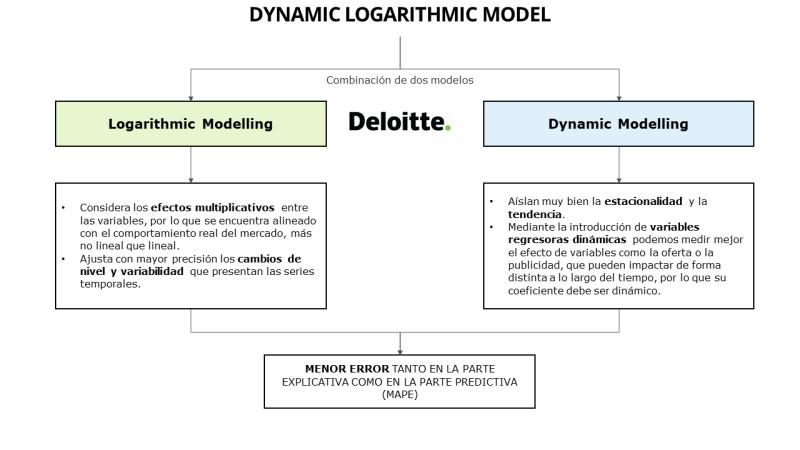 DYNAMIC LOGARITHMIC MODEL
Combinación de dos modelos
Logarithmic Modelling
Deloitte.
Dynamic Modelling
• Considera los efectos multiplicativos entre
las variables, por lo que se encuentra alineado
con el comportamiento real del mercado, más
no lineal que lineal.
• Ajusta con mayor precisión los cambios de
nivel y variabilidad que presentan las series
temporales.
• Aíslan muy bien la estacionalidad y la
tendencia.
• Mediante la introducción de variables
regresoras dinámicas podemos medir mejor
el efecto de variables como la oferta o la
publicidad, que pueden impactar de forma
distinta a lo largo del tiempo, por lo que su
coeficiente debe ser dinámico.
MENOR ERROR TANTO EN LA PARTE
EXPLICATIVA COMO EN LA PARTE PREDICTIVA
(MAPE)